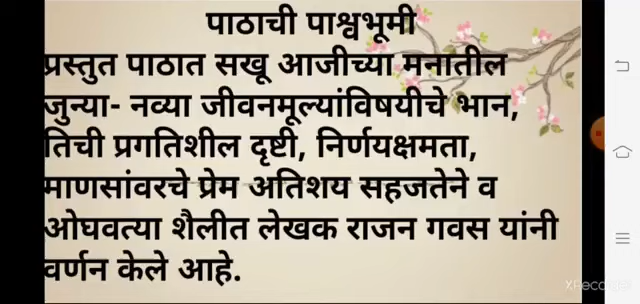 पाठाची पाश्वभूमी
प्रस्तुत पाठात सखू आजीच्या मनातील
जुन्या- नव्या जीवनमूल्यांविषयीचे भान,
तिची प्रगतिशील दृष्टी, निर्णयक्षमता,
माणसांवरचे प्रेम अतिशय सहजतेने व
ओघवत्या शैलीत लेखक राजन गवस यांनी
वर्णन केले आहे.
XRecorder